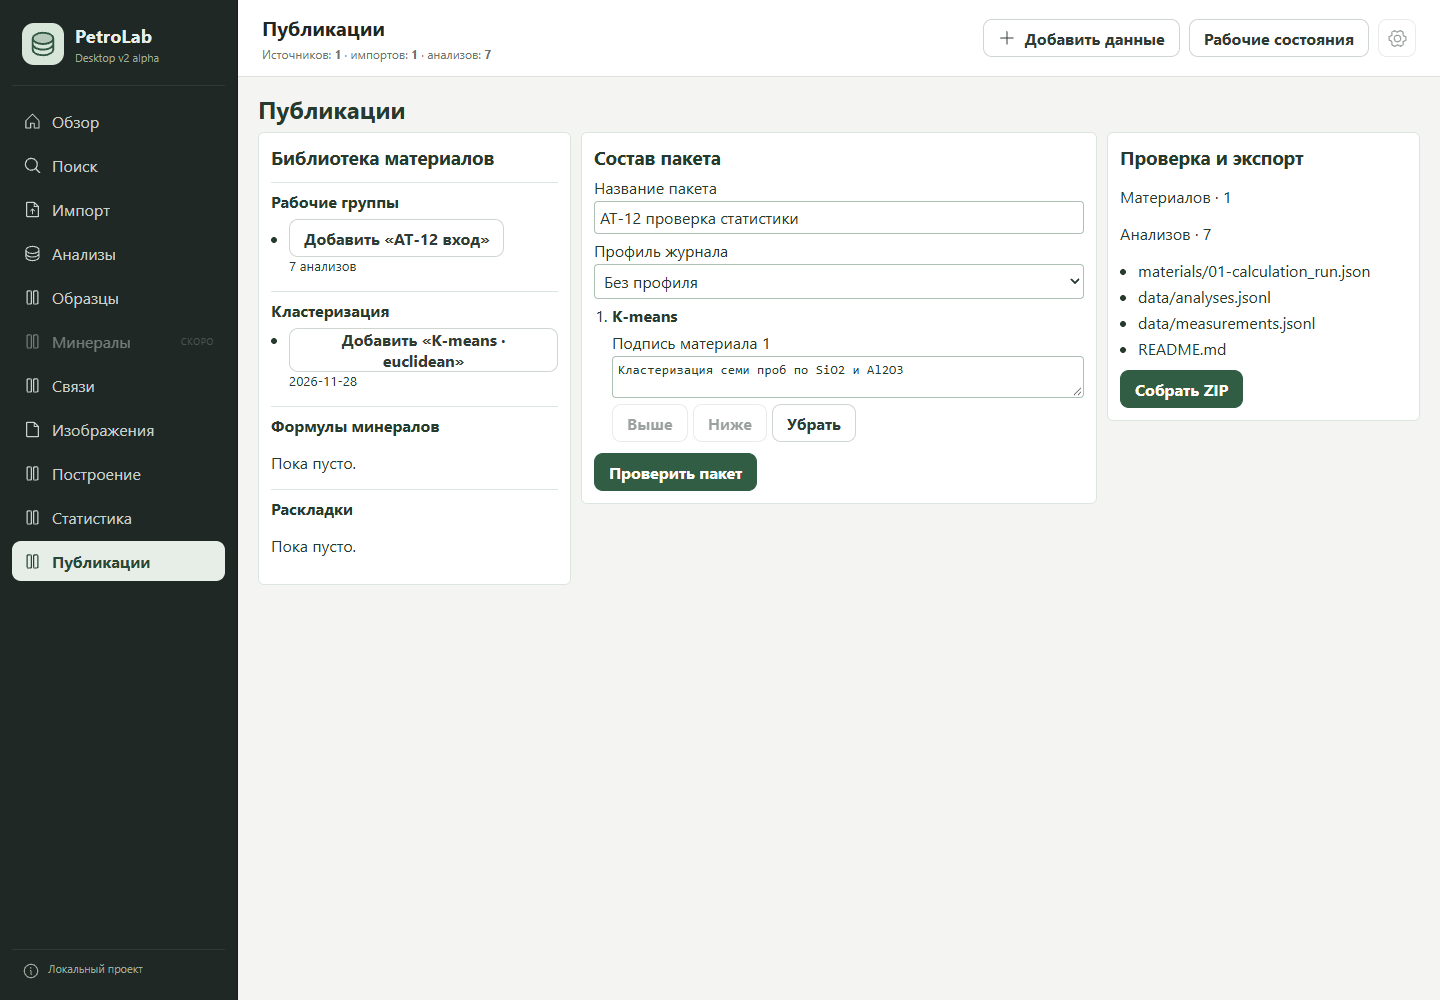 PetroLab
Desktop v2 alpha
Обзор
Поиск
Импорт
Анализы
Образцы
Минералы
СКОРО
Связи
Изображения
Построение
Статистика
Публикации
Локальный проект
Публикации
Источников: 1 · импортов: 1 · анализов: 7
Добавить данные
Рабочие состояния
Публикации
Библиотека материалов
Рабочие группы
Добавить «АТ-12 вход»
7 анализов
Кластеризация
Добавить «K-means ·
euclidean»
2026-11-28
Формулы минералов
Пока пусто.
Раскладки
Пока пусто.
Состав пакета
Название пакета
АТ-12 проверка статистики
Профиль журнала
Без профиля
1. K-means
Подпись материала 1
Кластеризация семи проб по SiO2 и Al2O3
Выше
Ниже
Убрать
Проверить пакет
Проверка и экспорт
Материалов · 1
Анализов · 7
materials/01-calculation_run.json
data/analyses.jsonl
data/measurements.jsonl
README.md
Собрать ZIP